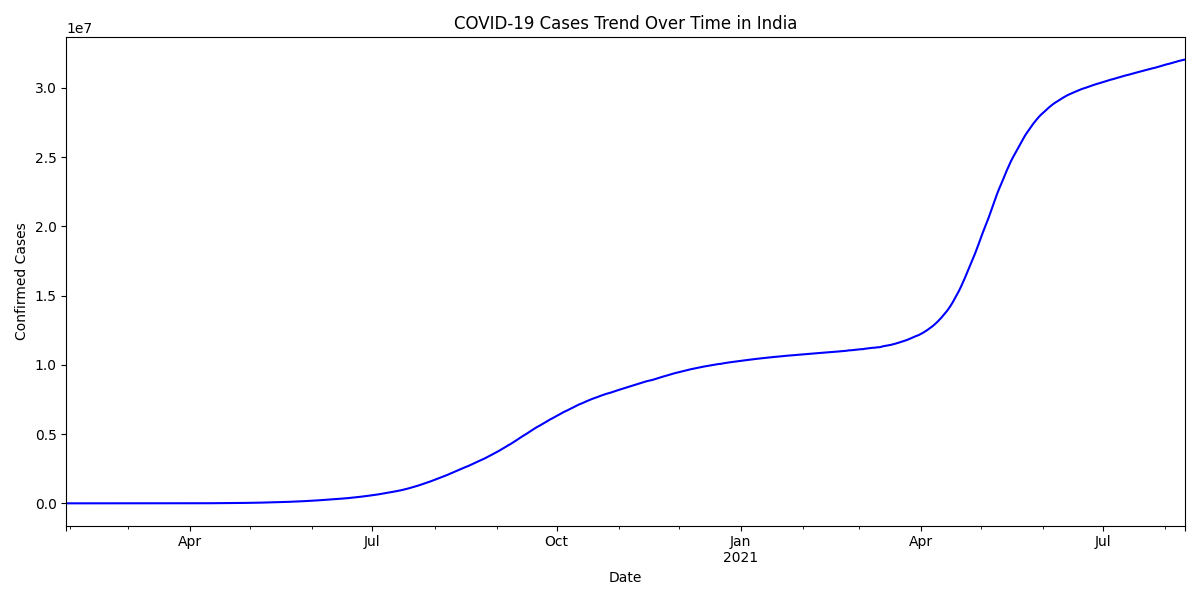 COVID-19 Cases Trend Over Time in India
1e7
3.0
2.5
2.0
1.5
1.0
0.5
0.0
Confirmed Cases
Apr Jul Oct Jan Apr Jul
2021
Date